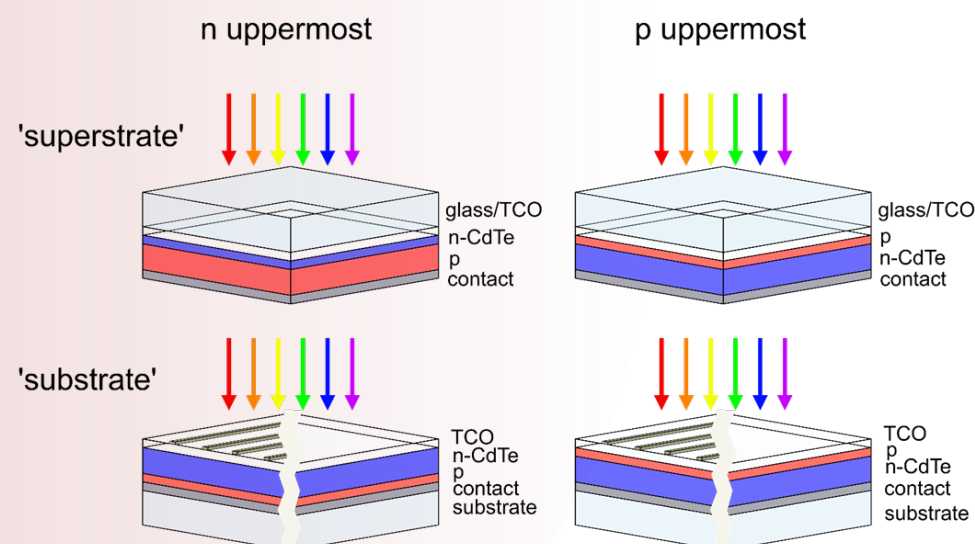 n uppermost
p uppermost
'superstrate'
glass/TCO
n-CdTe
p
contact
glass/TCO
p
n-CdTe
contact
'substrate'
TCO
n-CdTe
p
contact
substrate
TCO
p
n-CdTe
contact
substrate